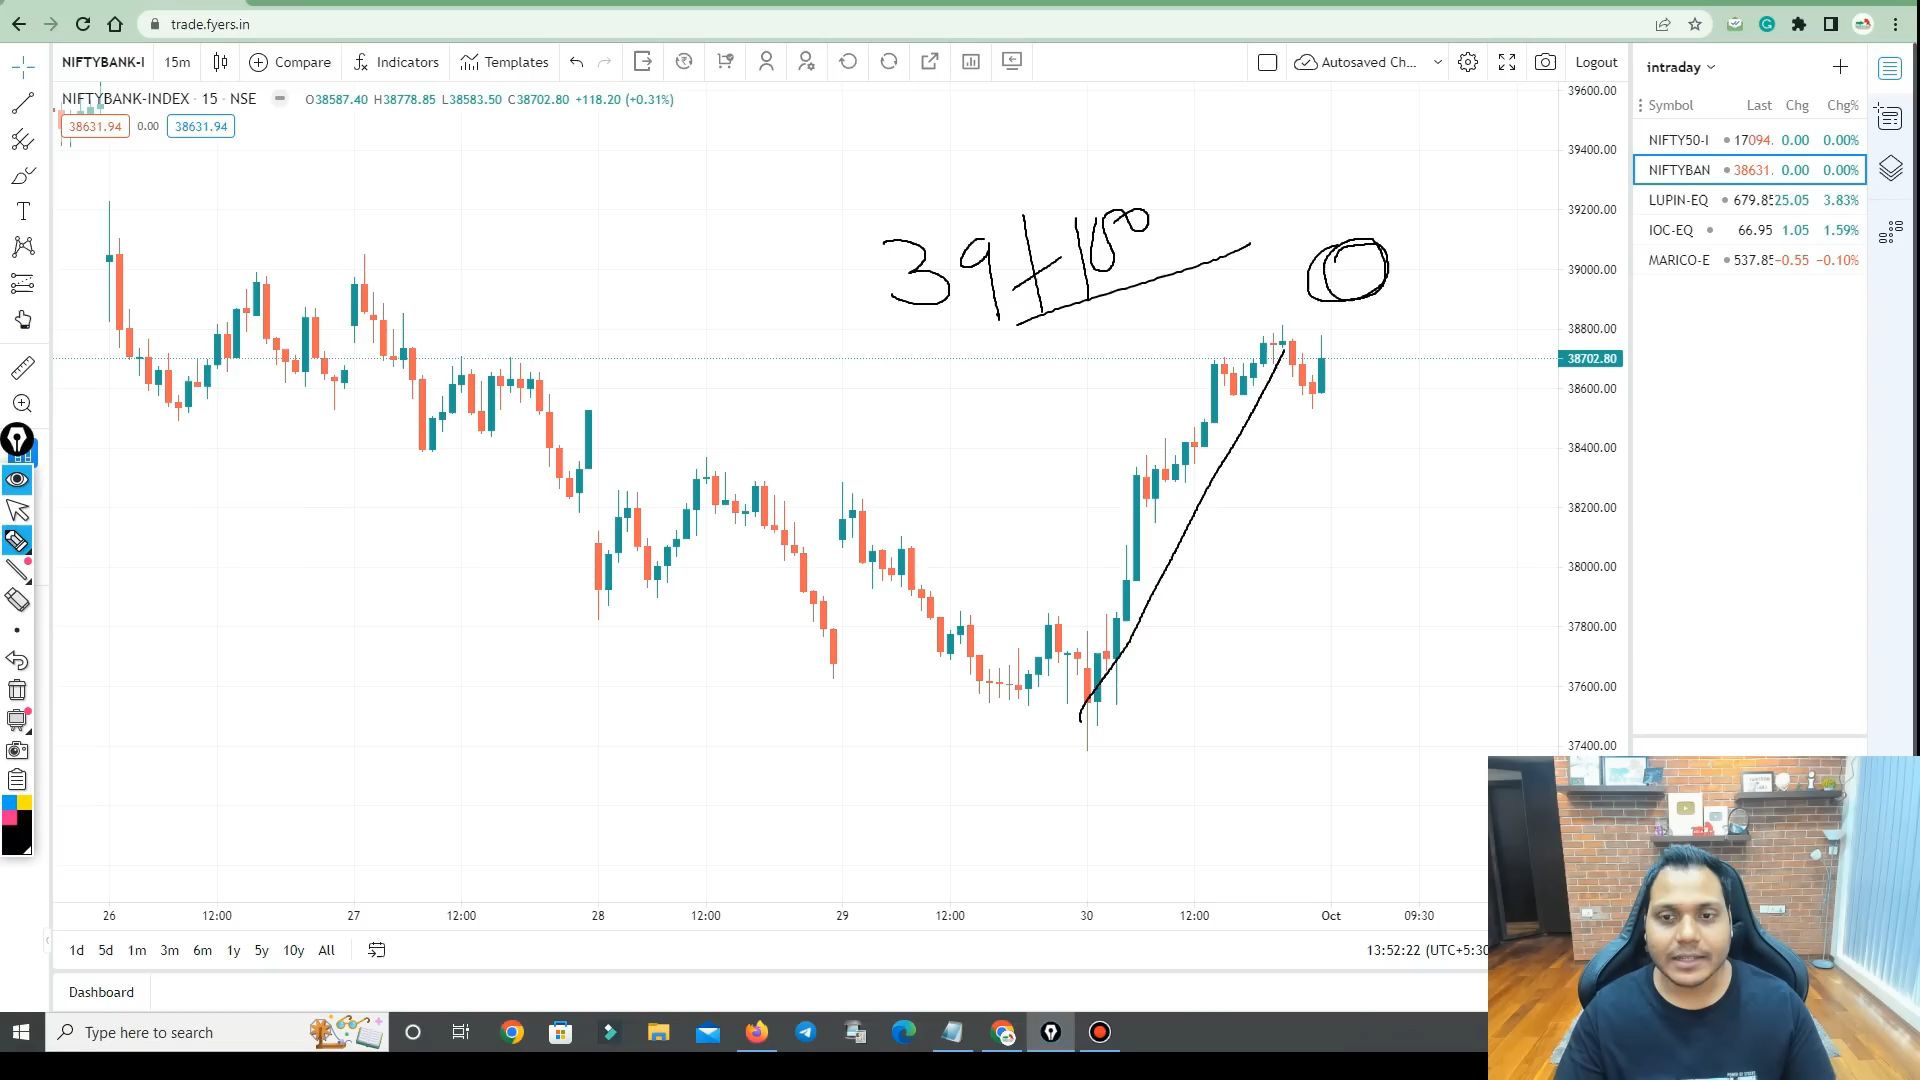 trade.fyers.in
NIFTYBANK-I 15m Compare Indicators Templates Autosaved Ch... Logout
intraday
NIFTYBANK-INDEX · 15 · NSE O38587.40 H38778.85 L38583.50 C38702.80 +118.20 (+0.31%)
38631.94 0.00 38631.94
Symbol Last Chg Chg%
NIFTY50-I 17094. 0.00 0.00%
NIFTYBAN 38631. 0.00 0.00%
LUPIN-EQ 679.85 25.05 3.83%
IOC-EQ 66.95 1.05 1.59%
MARICO-E 537.85 −0.55 −0.10%
39600.00
39400.00
39200.00
39000.00
38800.00
38702.80
38600.00
38400.00
38200.00
38000.00
37800.00
37600.00
37400.00
26 12:00 27 12:00 28 12:00 29 12:00 30 12:00 Oct 09:30
1d 5d 1m 3m 6m 1y 5y 10y All
13:52:22 (UTC+5:30
Dashboard
Type here to search